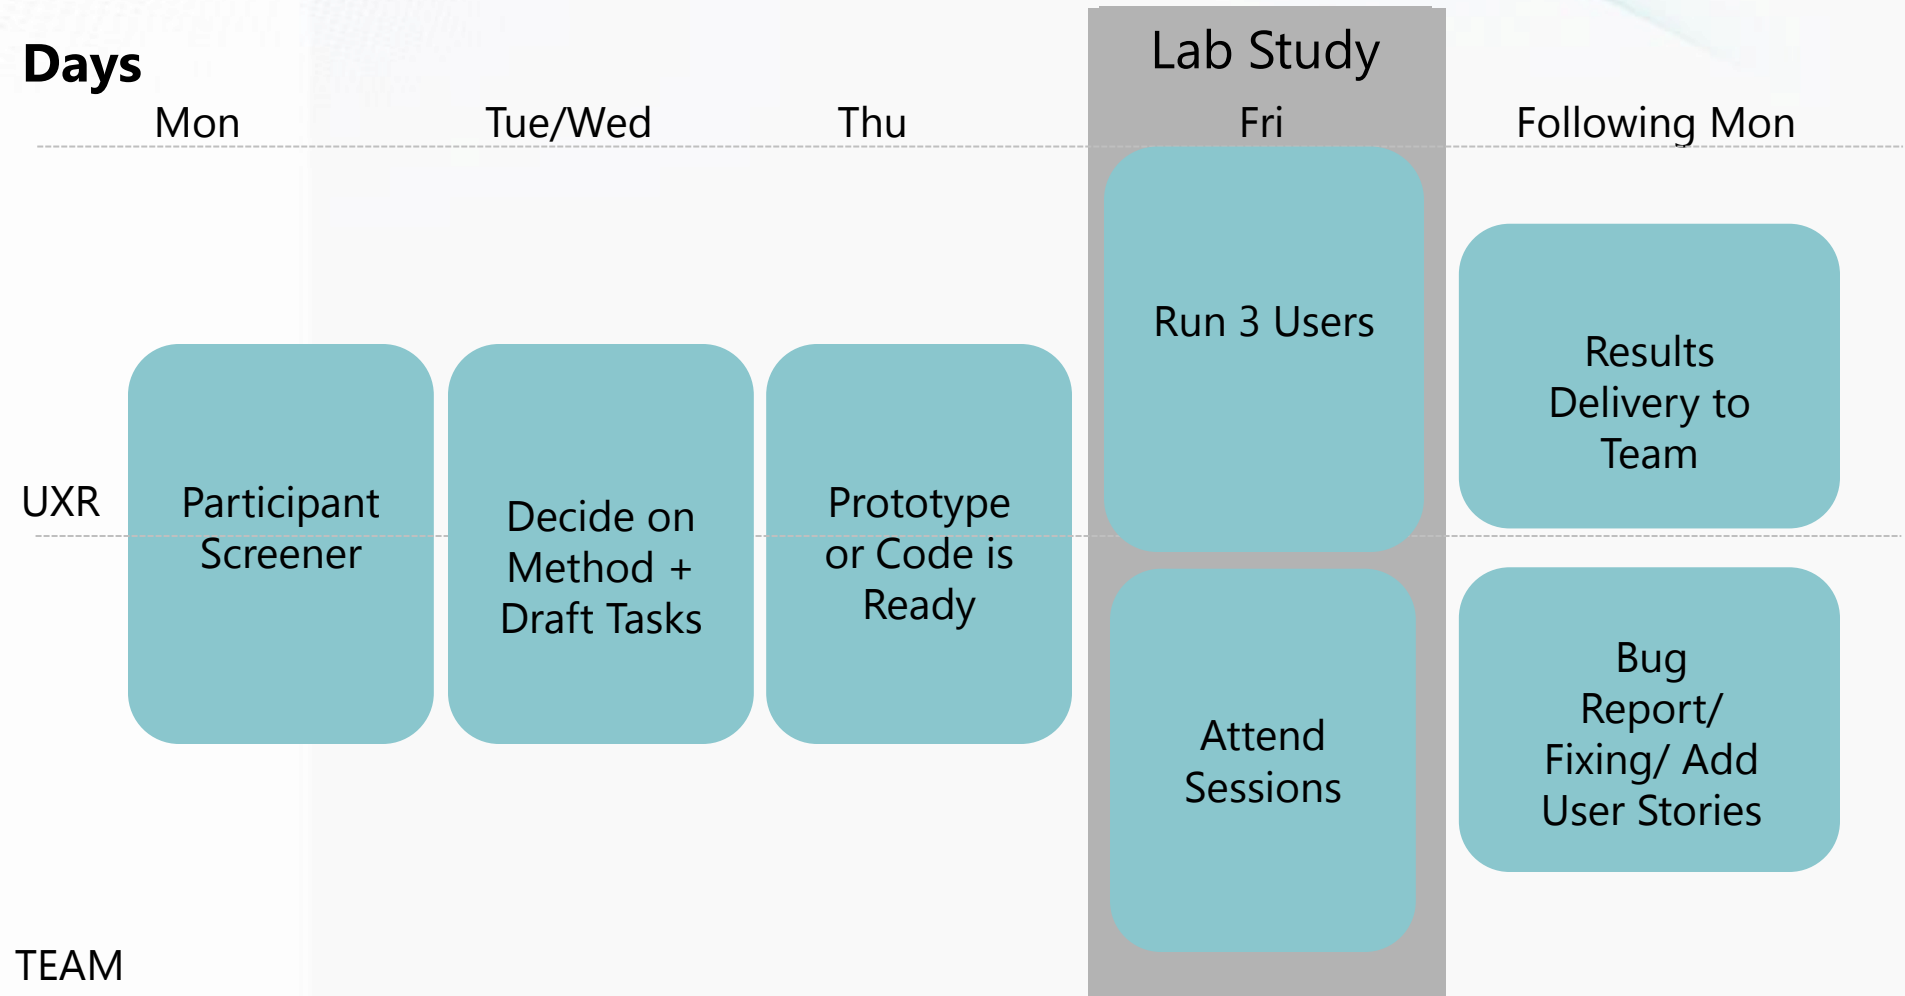 Days
Lab Study
Mon
Tue/Wed
Thu
Fri
Following Mon
UXR
Participant
Screener
Decide on
Method +
Draft Tasks
Prototype
or Code is
Ready
Run 3 Users
Results
Delivery to
Team
Attend
Sessions
Bug
Report/
Fixing/ Add
User Stories
TEAM